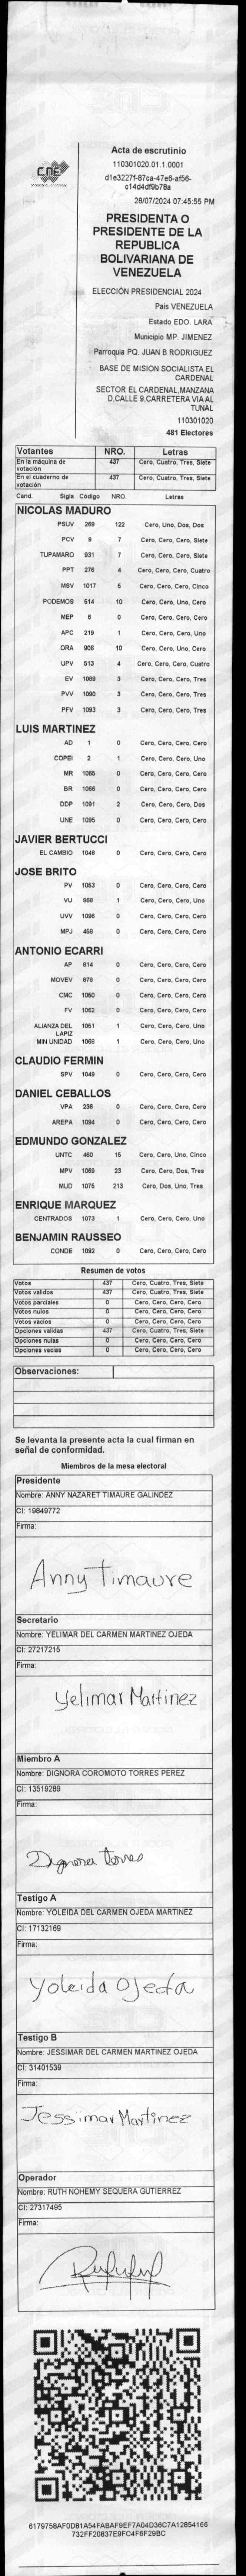 CNE
Acta de escrutinio
110301020.01.1.0001
d1e3227f-87ca-47e6-af56-
c14d4df9b78a
28/07/2024 07:45:55 PM
PRESIDENTA O
PRESIDENTE DE LA
REPUBLICA
BOLIVARIANA DE
VENEZUELA
ELECCIÓN PRESIDENCIAL 2024
Pais VENEZUELA
Estado EDO. LARA
Municipio MP. JIMENEZ
Parroquia PQ. JUAN B RODRIGUEZ
BASE DE MISION SOCIALISTA EL
CARDENAL
SECTOR EL CARDENAL,MANZANA
D,CALLE 9,CARRETERA VIA AL
TUNAL
110301020
481 Electores
Votantes NRO. Letras
En la máquina de votación 437 Cero, Cuatro, Tres, Siete
En el cuaderno de votación 437 Cero, Cuatro, Tres, Siete
Cand. Sigla Código NRO. Letras
NICOLAS MADURO
PSUV 269 122 Cero, Uno, Dos, Dos
PCV 9 7 Cero, Cero, Cero, Siete
TUPAMARO 931 7 Cero, Cero, Cero, Siete
PPT 276 4 Cero, Cero, Cero, Cuatro
MSV 1017 5 Cero, Cero, Cero, Cinco
PODEMOS 514 10 Cero, Cero, Uno, Cero
MEP 6 0 Cero, Cero, Cero, Cero
APC 219 1 Cero, Cero, Cero, Uno
ORA 906 10 Cero, Cero, Uno, Cero
UPV 513 4 Cero, Cero, Cero, Cuatro
EV 1089 3 Cero, Cero, Cero, Tres
PVV 1090 3 Cero, Cero, Cero, Tres
PFV 1093 3 Cero, Cero, Cero, Tres
LUIS MARTINEZ
AD 1 0 Cero, Cero, Cero, Cero
COPEI 2 1 Cero, Cero, Cero, Uno
MR 1065 0 Cero, Cero, Cero, Cero
BR 1066 0 Cero, Cero, Cero, Cero
DDP 1091 2 Cero, Cero, Cero, Dos
UNE 1095 0 Cero, Cero, Cero, Cero
JAVIER BERTUCCI
EL CAMBIO 1048 0 Cero, Cero, Cero, Cero
JOSE BRITO
PV 1053 0 Cero, Cero, Cero, Cero
VU 969 1 Cero, Cero, Cero, Uno
UVV 1096 0 Cero, Cero, Cero, Cero
MPJ 458 0 Cero, Cero, Cero, Cero
ANTONIO ECARRI
AP 814 0 Cero, Cero, Cero, Cero
MOVEV 978 0 Cero, Cero, Cero, Cero
CMC 1050 0 Cero, Cero, Cero, Cero
FV 1062 0 Cero, Cero, Cero, Cero
ALIANZA DEL LAPIZ 1051 1 Cero, Cero, Cero, Uno
MIN UNIDAD 1068 1 Cero, Cero, Cero, Uno
CLAUDIO FERMIN
SPV 1049 0 Cero, Cero, Cero, Cero
DANIEL CEBALLOS
VPA 236 0 Cero, Cero, Cero, Cero
AREPA 1094 0 Cero, Cero, Cero, Cero
EDMUNDO GONZALEZ
UNTC 460 15 Cero, Cero, Uno, Cinco
MPV 1069 23 Cero, Cero, Dos, Tres
MUD 1075 213 Cero, Dos, Uno, Tres
ENRIQUE MARQUEZ
CENTRADOS 1073 1 Cero, Cero, Cero, Uno
BENJAMIN RAUSSEO
CONDE 1092 0 Cero, Cero, Cero, Cero
Resumen de votos
Votos 437 Cero, Cuatro, Tres, Siete
Votos validos 437 Cero, Cuatro, Tres, Siete
Votos parciales 0 Cero, Cero, Cero, Cero
Votos nulos 0 Cero, Cero, Cero, Cero
Votos vacios 0 Cero, Cero, Cero, Cero
Opciones validas 437 Cero, Cuatro, Tres, Siete
Opciones nulas 0 Cero, Cero, Cero, Cero
Opciones vacias 0 Cero, Cero, Cero, Cero
Observaciones:
Se levanta la presente acta la cual firman en
señal de conformidad.
Miembros de la mesa electoral
Presidente
Nombre: ANNY NAZARET TIMAURE GALINDEZ
CI: 19849772
Firma:
Anny Timaure
Secretario
Nombre: YELIMAR DEL CARMEN MARTINEZ OJEDA
CI: 27217215
Firma:
Yelimar Martinez
Miembro A
Nombre: DIGNORA COROMOTO TORRES PEREZ
CI: 13519289
Firma:
Dignora torres
Testigo A
Nombre: YOLEIDA DEL CARMEN OJEDA MARTINEZ
CI: 17132169
Firma:
Yoleida Ojeda
Testigo B
Nombre: JESSIMAR DEL CARMEN MARTINEZ OJEDA
CI: 31401539
Firma:
Jessimar Martinez
Operador
Nombre: RUTH NOHEMY SEQUERA GUTIERREZ
CI: 27317495
Firma:
6179758AF0D81A54FABAF9EF7A04D36C7A12854166
732FF20837E9FC4F6F29BC